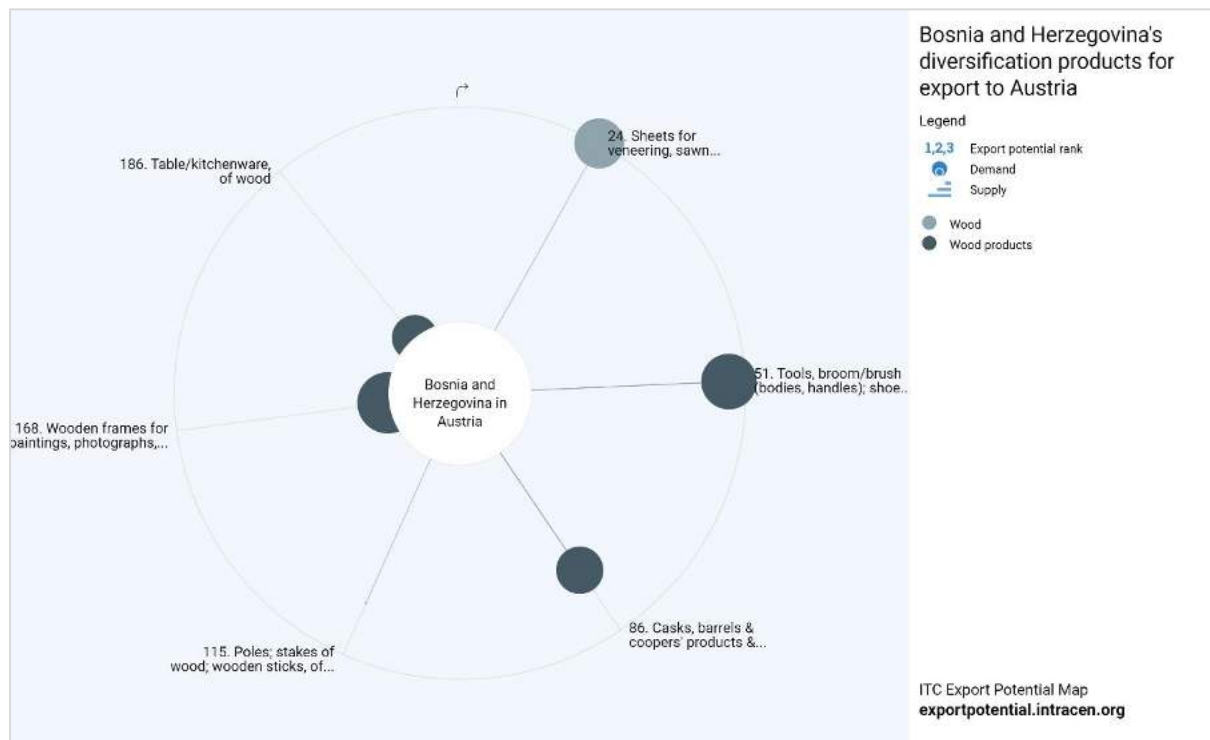 Bosnia and Herzegovina's
diversification products for
export to Austria
Legend
1,2,3 Export potential rank
Demand
Supply
Wood
Wood products
24. Sheets for
veneering, sawn...
186. Table/kitchenware,
of wood
51. Tools, broom/brush
(bodies, handles); shoe...
Bosnia and
Herzegovina in
Austria
168. Wooden frames for
paintings, photographs,...
86. Casks, barrels &
coopers' products &...
115. Poles; stakes of
wood; wooden sticks, of...
ITC Export Potential Map
exportpotential.intracen.org